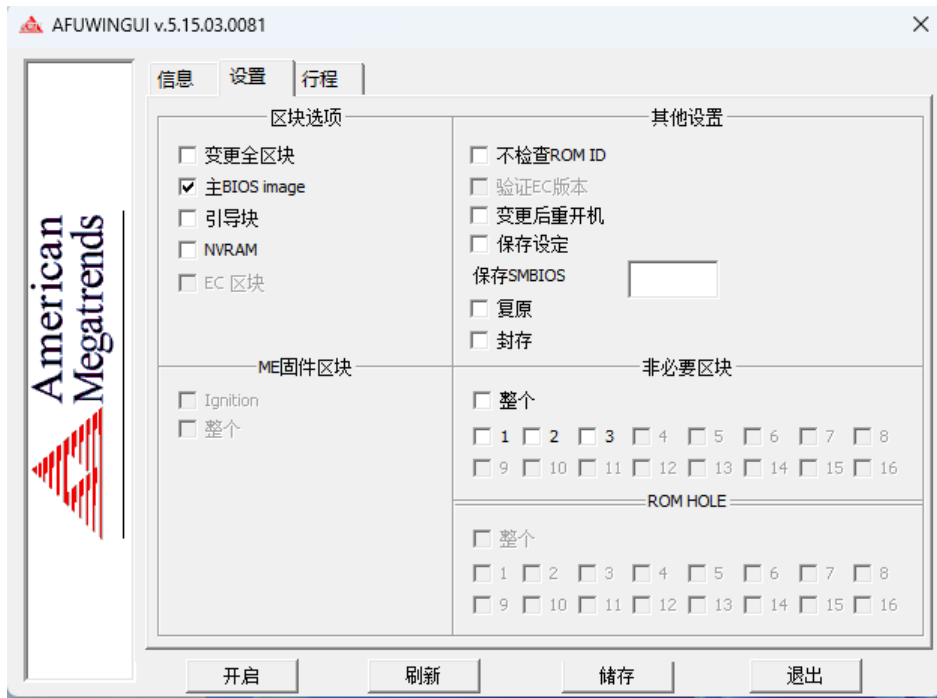 AFUWINGUI v.5.15.03.0081
American
Megatrends
信息 设置 行程
区块选项
变更全区块
主BIOS image
引导块
NVRAM
EC 区块
其他设置
不检查ROM ID
验证EC版本
变更后重开机
保存设定
保存SMBIOS
复原
封存
ME固件区块
Ignition
整个
非必要区块
整个
1 2 3 4 5 6 7 8
9 10 11 12 13 14 15 16
ROM HOLE
整个
1 2 3 4 5 6 7 8
9 10 11 12 13 14 15 16
开启 刷新 储存 退出